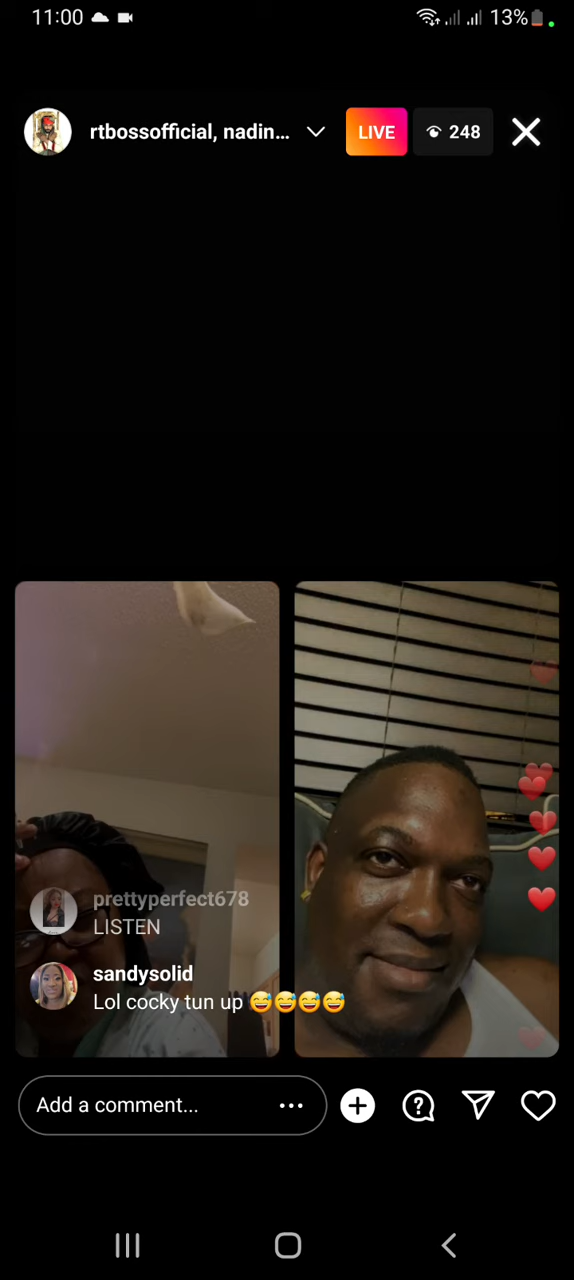 11:00 13%
rtbossofficial, nadin... LIVE 248
prettyperfect678
LISTEN
sandysolid
Lol cocky tun up 😅😅😅😅
Add a comment...